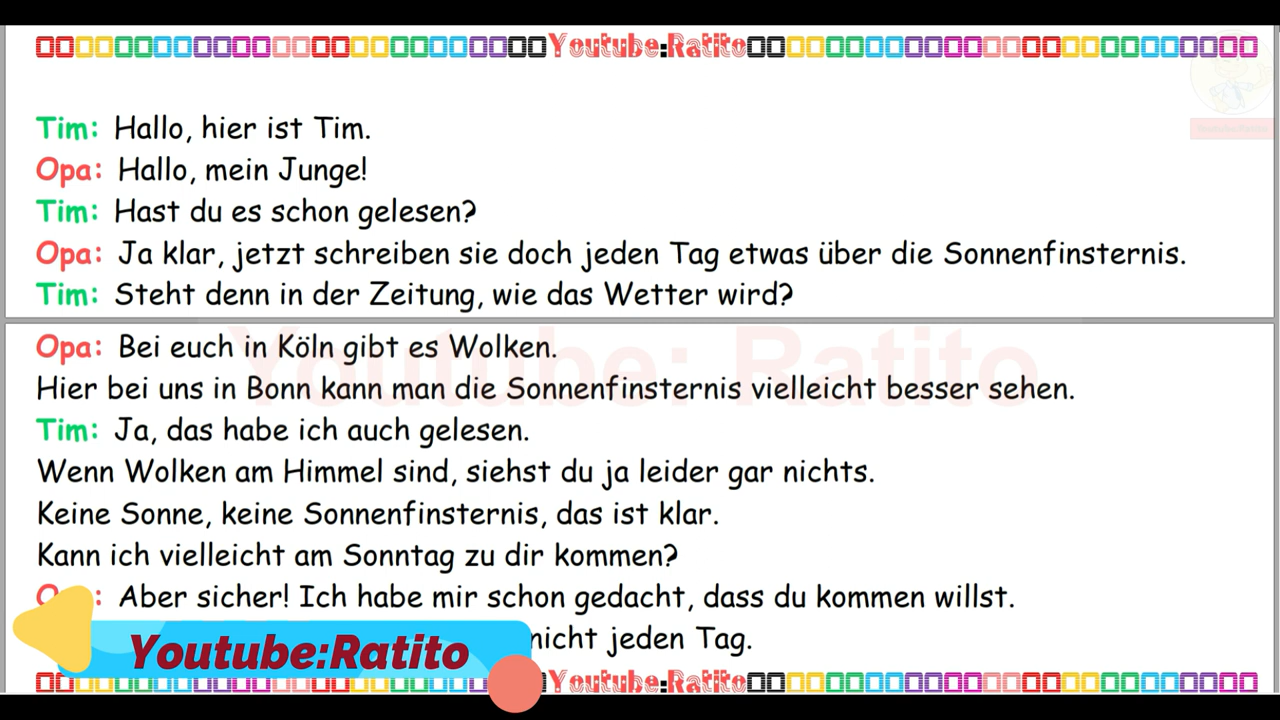 Youtube:Ratito
Youtube:Ratito
Tim: Hallo, hier ist Tim.
Opa: Hallo, mein Junge!
Tim: Hast du es schon gelesen?
Opa: Ja klar, jetzt schreiben sie doch jeden Tag etwas über die Sonnenfinsternis.
Tim: Steht denn in der Zeitung, wie das Wetter wird?
Youtube: Ratito
Opa: Bei euch in Köln gibt es Wolken.
Hier bei uns in Bonn kann man die Sonnenfinsternis vielleicht besser sehen.
Tim: Ja, das habe ich auch gelesen.
Wenn Wolken am Himmel sind, siehst du ja leider gar nichts.
Keine Sonne, keine Sonnenfinsternis, das ist klar.
Kann ich vielleicht am Sonntag zu dir kommen?
Aber sicher! Ich habe mir schon gedacht, dass du kommen willst.
nicht jeden Tag.
Youtube:Ratito
Youtube:Ratito